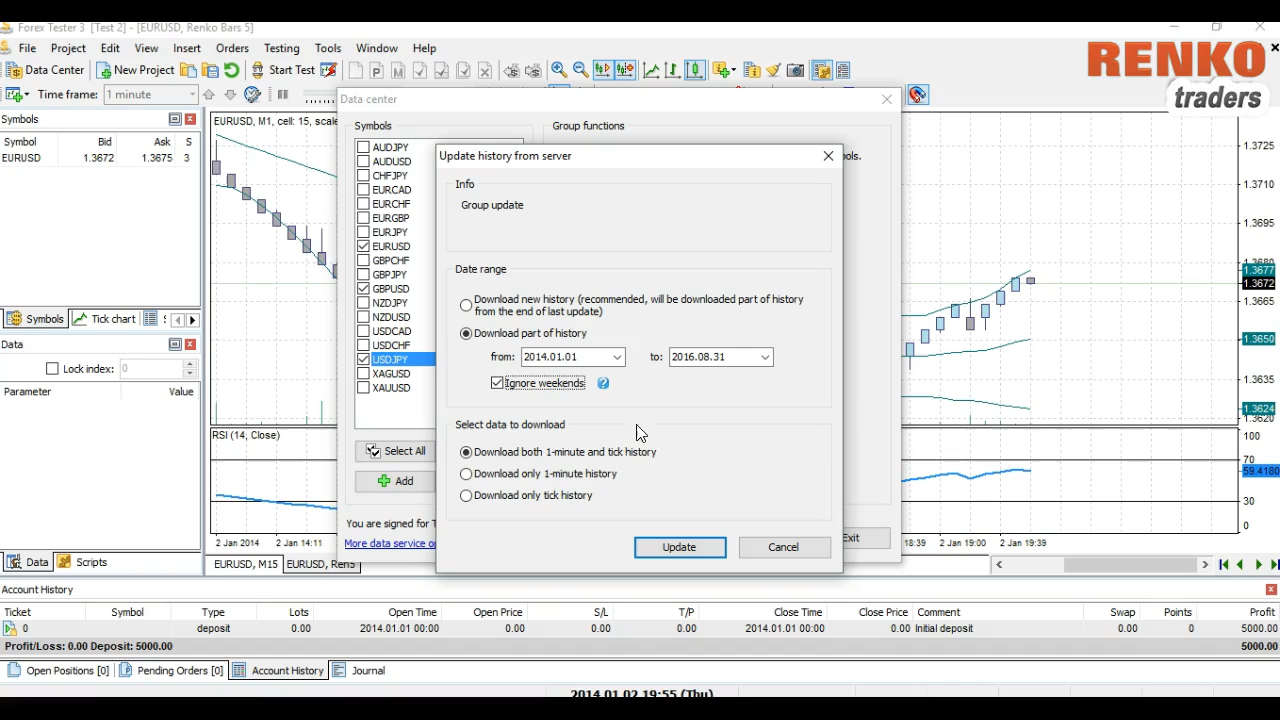 Forex Tester 3 [Test 2] - [EURUSD, Renko Bars 5]
File Project Edit View Insert Orders Testing Tools Window Help
RENKO
traders
Data Center New Project Start Test
Time frame: 1 minute
Symbols
Symbol Bid Ask S
EURUSD 1.3672 1.3675 3
Symbols Tick chart
Data
Lock index: 0
Parameter Value
Data Scripts
EURUSD, M1, cell: 15, scale
RSI (14, Close)
2 Jan 2014 2 Jan 14:11
18:39 2 Jan 19:00 2 Jan 19:39
EURUSD, M15 EURUSD, Ren5
1.3725
1.3710
1.3695
1.3680
1.3677
1.3672
1.3665
1.3650
1.3635
1.3624
1.3620
100
70
59.4180
30
0
Data center
Symbols
Group functions
AUDJPY
AUDUSD
CHFJPY
EURCAD
EURCHF
EURGBP
EURJPY
EURUSD
GBPCHF
GBPJPY
GBPUSD
NZDJPY
NZDUSD
USDCAD
USDCHF
USDJPY
XAGUSD
XAUUSD
Select All
Add
You are signed for
More data service
ols.
Exit
Update history from server
Info
Group update
Date range
Download new history (recommended, will be downloaded part of history
from the end of last update)
Download part of history
from: 2014.01.01 to: 2016.08.31
Ignore weekends
Select data to download
Download both 1-minute and tick history
Download only 1-minute history
Download only tick history
Update Cancel
Account History
Ticket Symbol Type Lots Open Time Open Price S/L T/P Close Time Close Price Comment Swap Points Profit
0 deposit 0.00 2014.01.01 00:00 0.00 0.00 0.00 2014.01.01 00:00 0.00 Initial deposit 0.00 0 5000.00
Profit/Loss: 0.00 Deposit: 5000.00 5000.00
Open Positions [0] Pending Orders [0] Account History Journal
2014.01.02 19:55 (Thu)